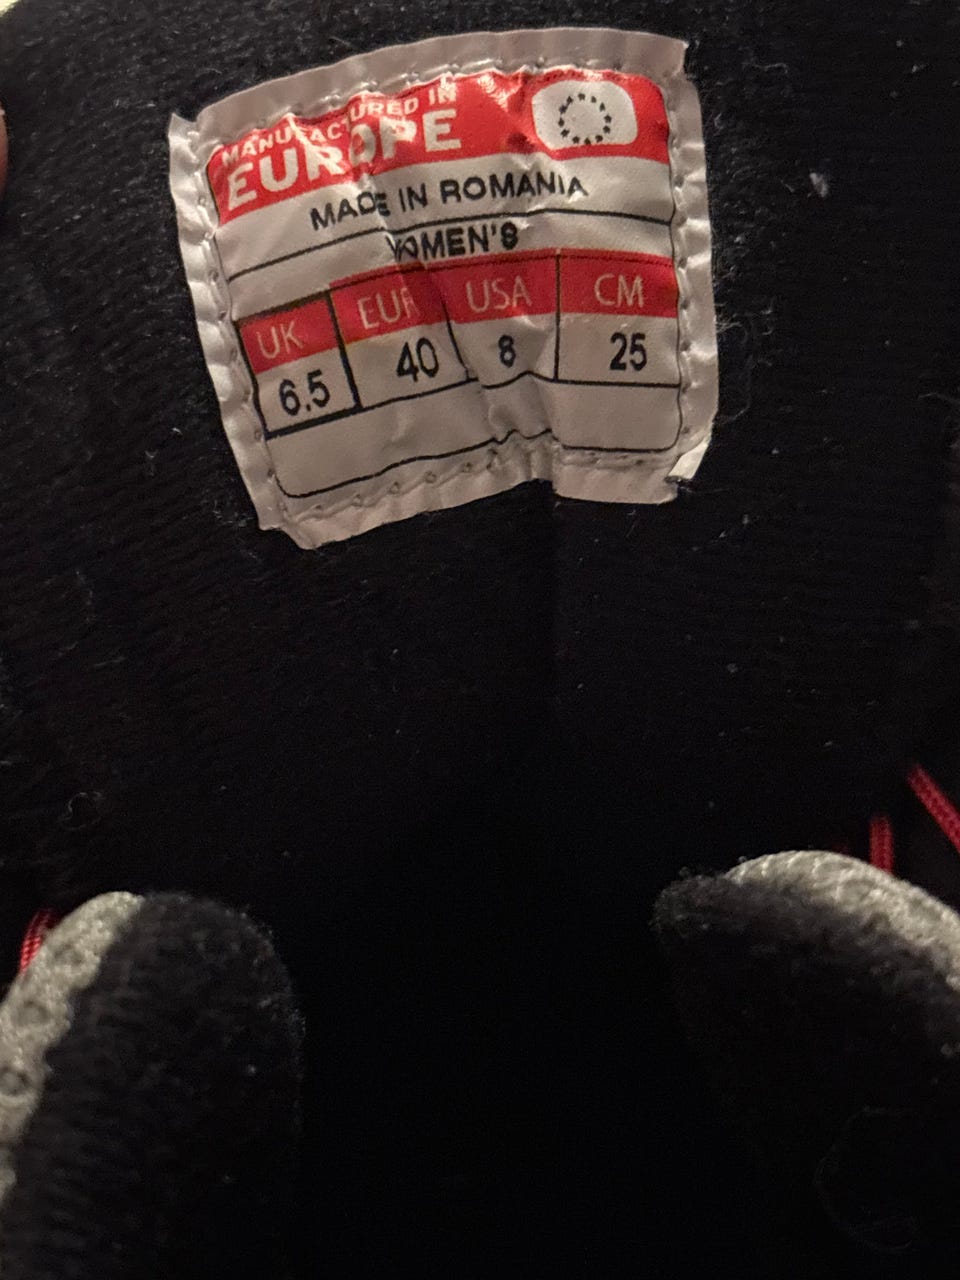 MANUFACTURED IN
EUROPE
MADE IN ROMANIA
WOMEN'S
UK EUR USA CM
6.5 40 8 25